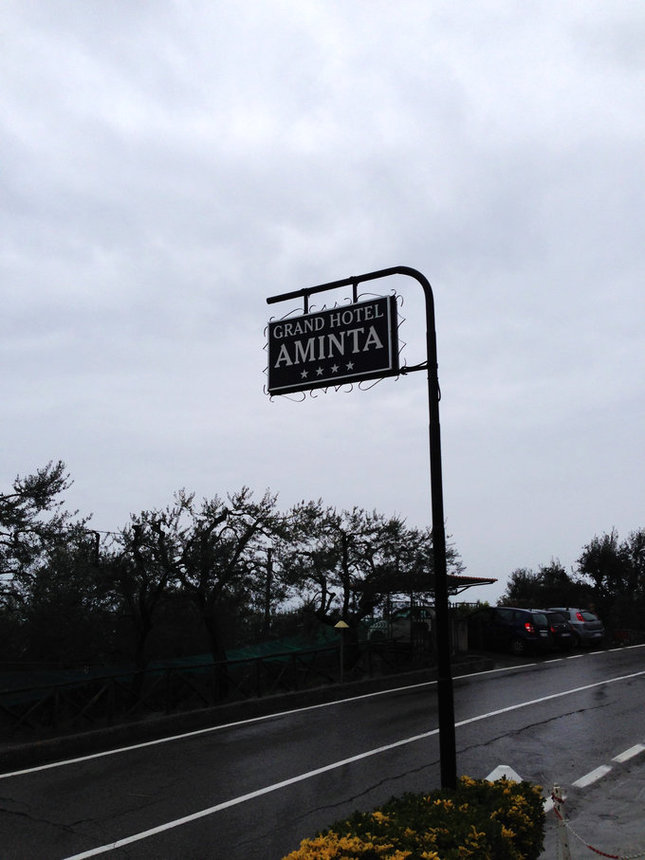 GRAND HOTEL
AMINTA
★ ★ ★ ★